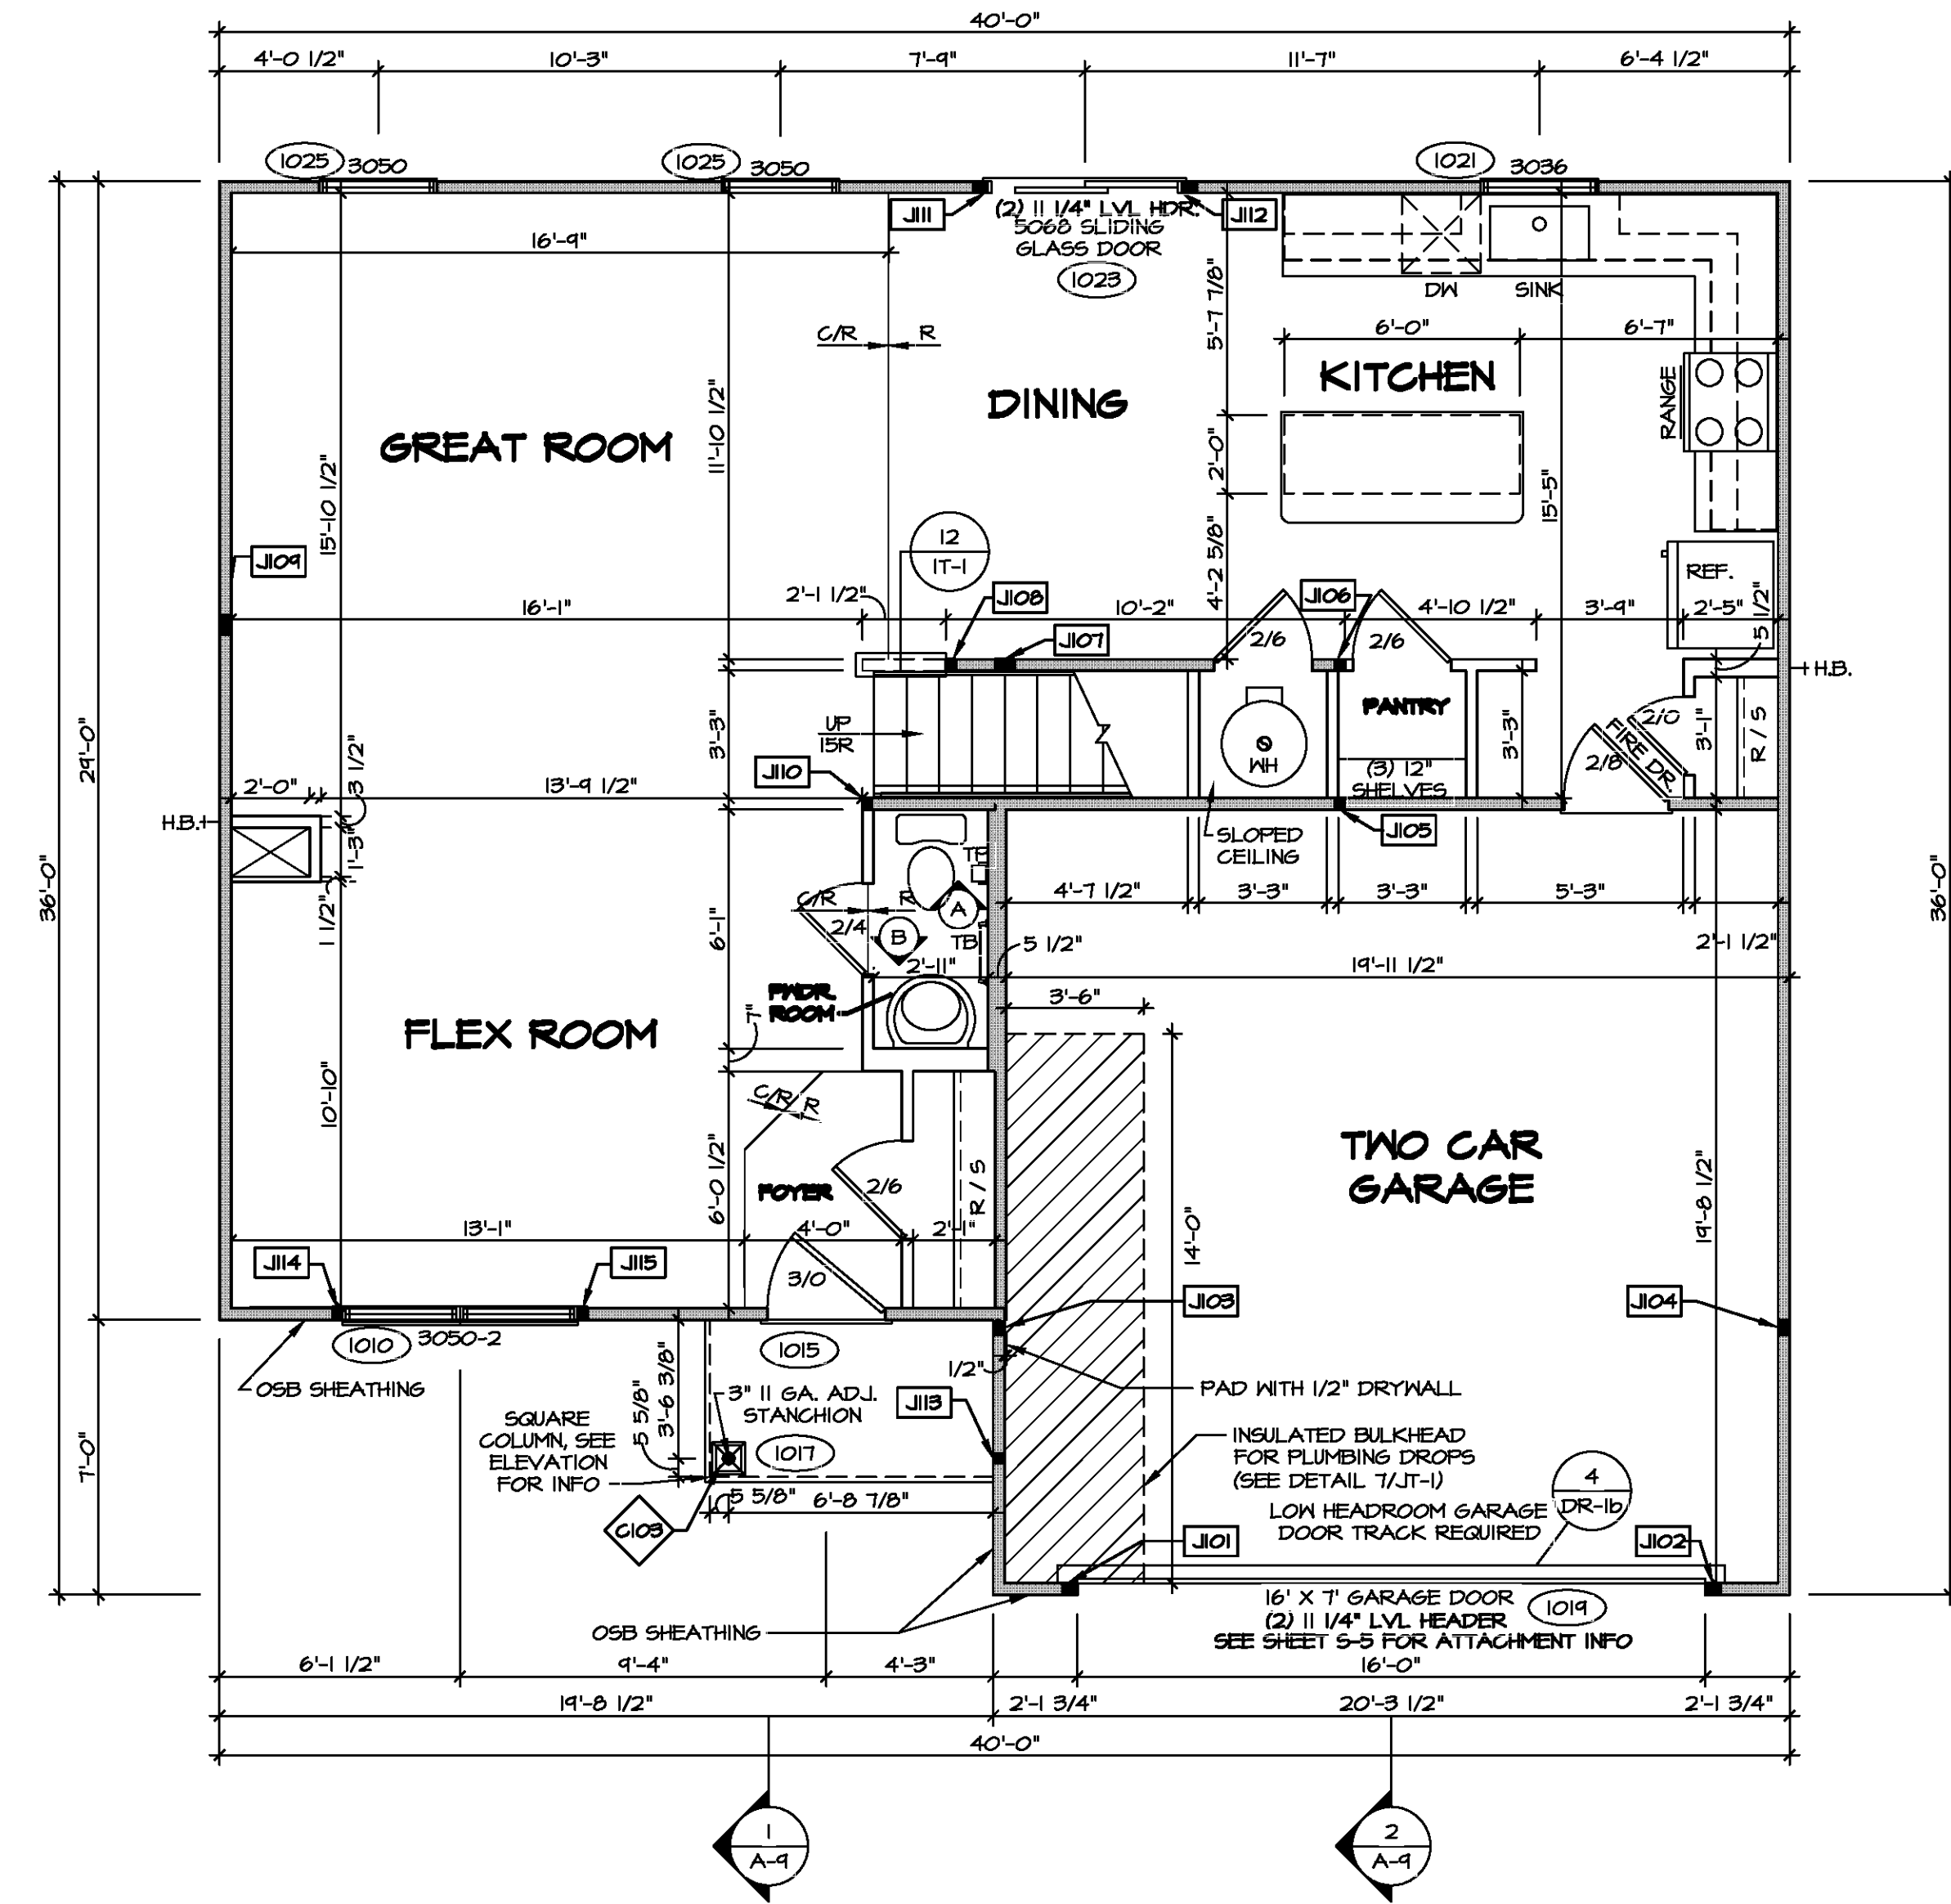 40'-0"
4'-0 1/2"
10'-3"
7'-9"
11'-7"
6'-4 1/2"
1025
3050
1025
3050
1021
3036
J111
(2) 11 1/4" LVL HDR.
5068 SLIDING
GLASS DOOR
1023
J112
16'-9"
DW
SINK
5'-7 7/8"
C/R
R
6'-0"
6'-7"
KITCHEN
DINING
RANGE
GREAT ROOM
11'-10 1/2"
2'-0"
15'-10 1/2"
15'-5"
12
1T-1
4'-2 5/8"
J109
REF.
J108
J106
16'-1"
2'-1 1/2"
10'-2"
4'-10 1/2"
3'-9"
2'-5"
5 1/2"
J107
2/6
2/6
H.B.
PANTRY
UP
15R
3'-3"
3'-3"
2/0
FIRE DR.
3'-1"
R / S
WH
2/8
29'-0"
J110
(3) 12"
SHELVES
2'-0"
3 1/2"
13'-9 1/2"
H.B.
1'-3"
J105
SLOPED
CEILING
TP
36'-0"
36'-0"
4'-7 1/2"
3'-3"
3'-3"
5'-3"
1 1/2"
6'-1"
C/R
R
A
2/4
B
TB
5 1/2"
2'-1 1/2"
2'-11"
19'-11 1/2"
PWDR.
ROOM
3'-6"
7"
FLEX ROOM
10'-10"
C/R
R
TWO CAR
GARAGE
6'-0 1/2"
FOYER
2/6
R / S
19'-8 1/2"
13'-1"
4'-0"
2'-1"
14'-0"
J114
J115
3/0
J103
J104
1010
3050-2
1015
1/2"
OSB SHEATHING
3" 11 GA. ADJ.
STANCHION
J113
PAD WITH 1/2" DRYWALL
SQUARE
COLUMN, SEE
ELEVATION
FOR INFO
5 5/8"
3'-6 3/8"
1017
INSULATED BULKHEAD
FOR PLUMBING DROPS
(SEE DETAIL 7/JT-1)
7'-0"
4
DR-1b
5 5/8"
6'-8 7/8"
LOW HEADROOM GARAGE
DOOR TRACK REQUIRED
C103
J101
J102
16' X 7' GARAGE DOOR
1019
(2) 11 1/4" LVL HEADER
SEE SHEET S-5 FOR ATTACHMENT INFO
OSB SHEATHING
6'-1 1/2"
9'-4"
4'-3"
16'-0"
19'-8 1/2"
2'-1 3/4"
20'-3 1/2"
2'-1 3/4"
40'-0"
1
A-9
2
A-9